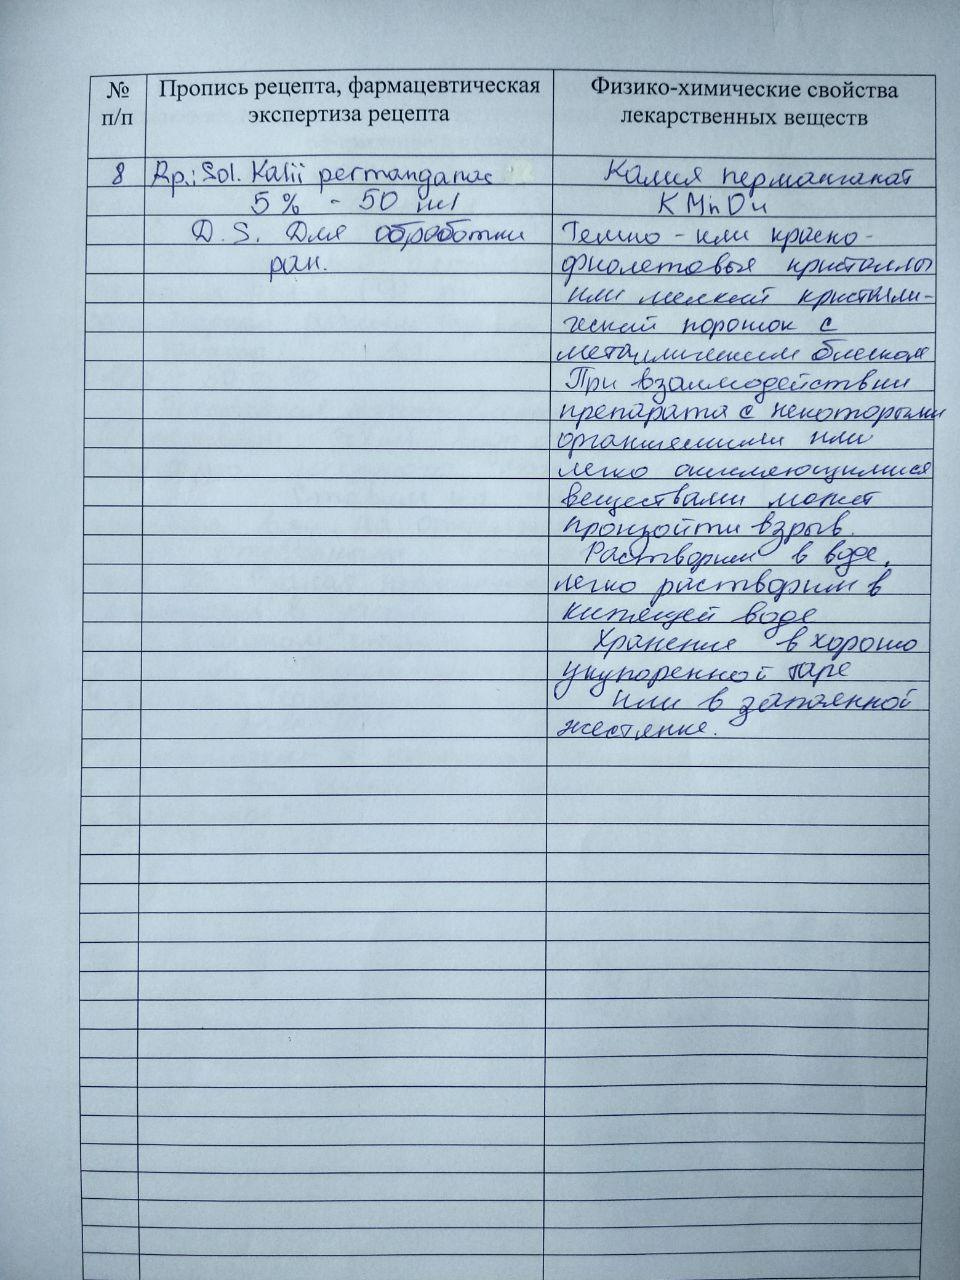 № п/п
Пропись рецепта, фармацевтическая экспертиза рецепта
Физико-химические свойства лекарственных веществ
8
Rp.: Sol. Kalii permanganas
5 % - 50 ml
D. S. Для обработки
ран.
Калия перманганат
KMnO4
Темно - или красно-
фиолетовые кристаллы
или мелкий кристалли-
ческий порошок с
металлическим блеском
При взаимодействии
препарата с некоторыми
органическими или
легко окисляющимися
веществами может
произойти взрыв.
Растворим в воде,
легко растворим в
кипящей воде
Хранение в хорошо
укупоренной таре
или в запаянной
жестянке.